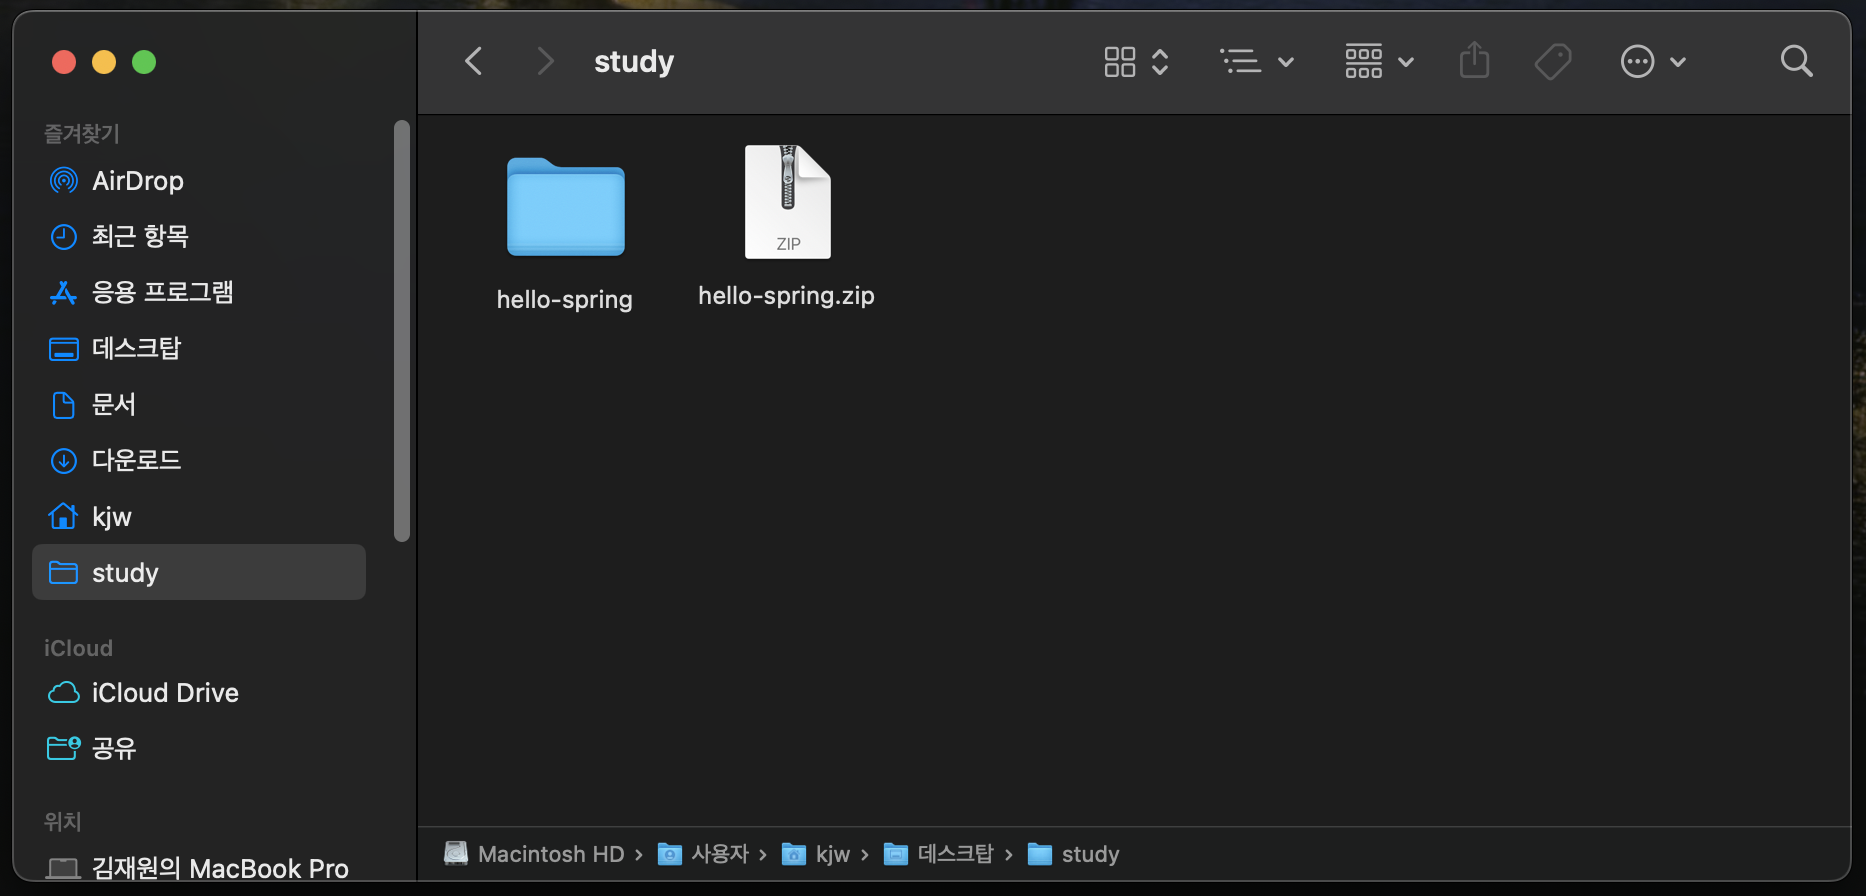 study
즐겨찾기
AirDrop
최근 항목
응용 프로그램
데스크탑
문서
다운로드
kjw
study
iCloud
iCloud Drive
공유
위치
김재원의 MacBook Pro
ZIP
hello-spring
hello-spring.zip
Macintosh HD › 사용자 › kjw › 데스크탑 › study